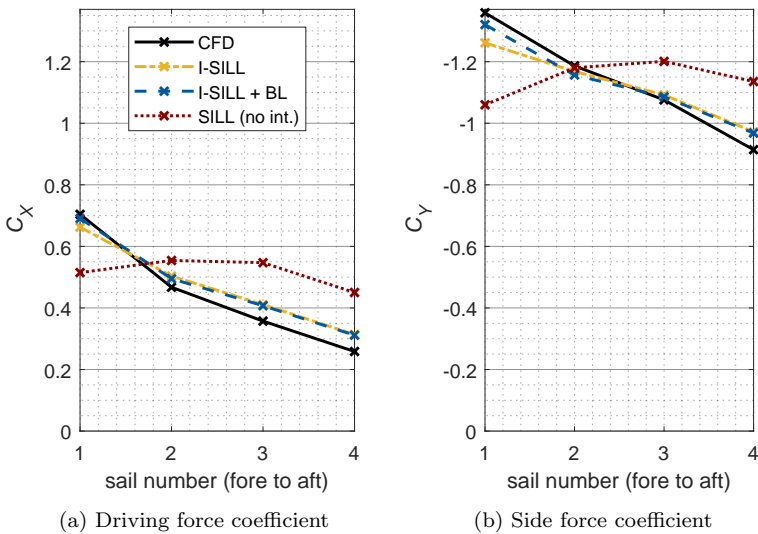 CFD
I-SILL
I-SILL + BL
SILL (no int.)
1.2
1
0.8
0.6
0.4
0.2
0
C_X
1 2 3 4
sail number (fore to aft)
(a) Driving force coefficient
-1.2
-1
-0.8
-0.6
-0.4
-0.2
0
C_Y
1 2 3 4
sail number (fore to aft)
(b) Side force coefficient